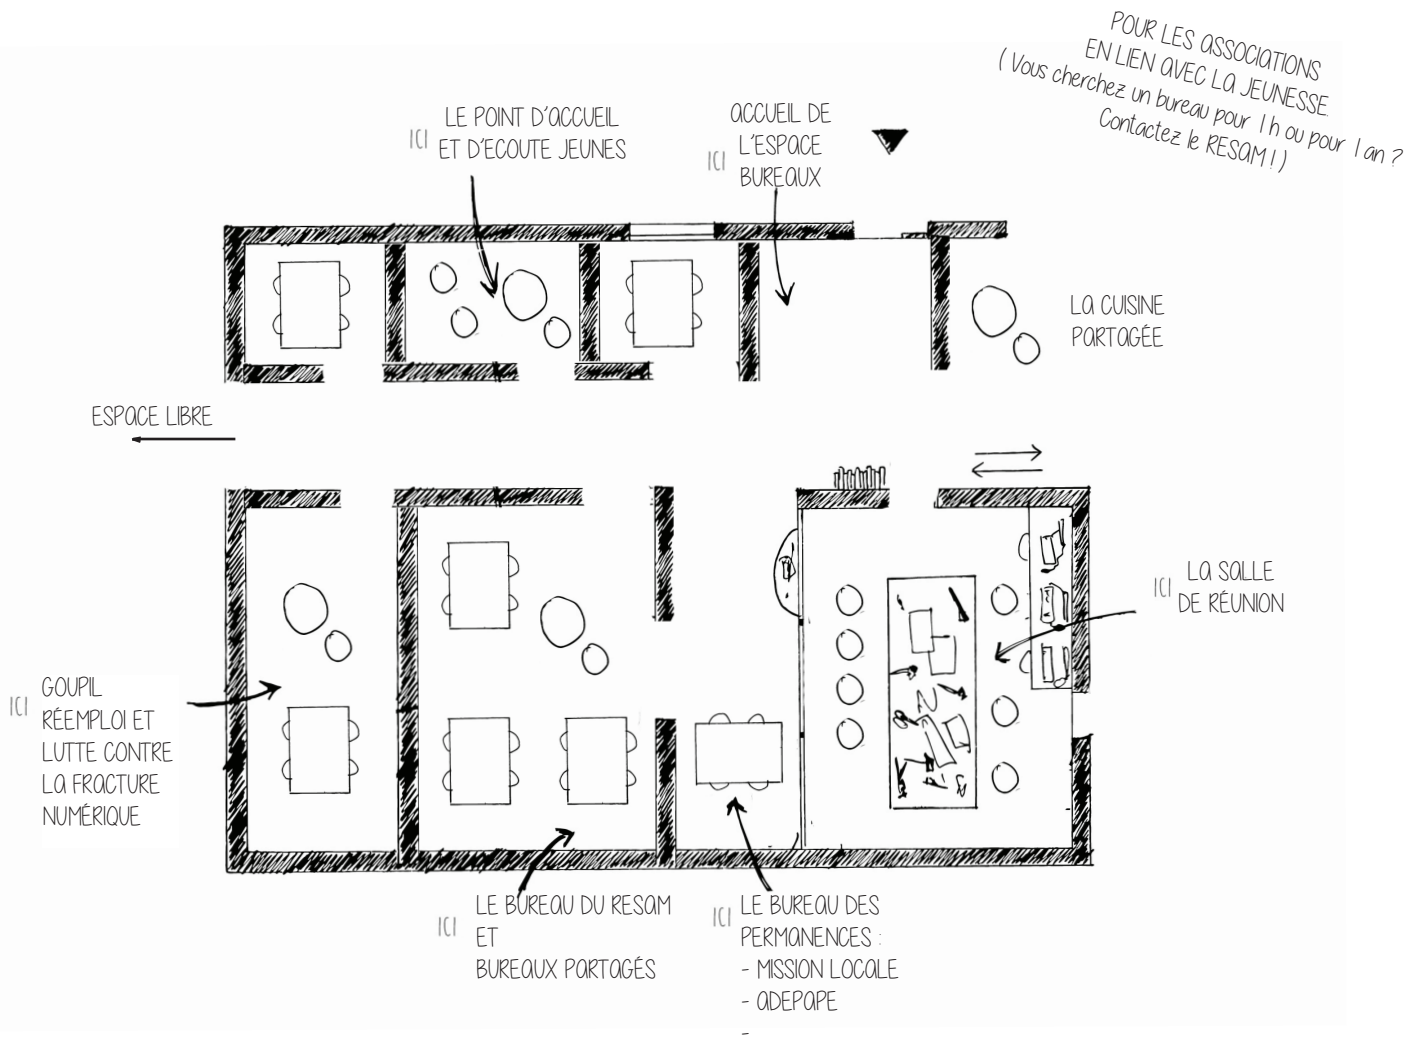 POUR LES ASSOCIATIONS
EN LIEN AVEC LA JEUNESSE.
( Vous cherchez un bureau pour 1 h ou pour 1 an ?
Contactez le RESAM ! )
LE POINT D'ACCUEIL
ICI ET D'ECOUTE JEUNES
ACCUEIL DE
L'ESPACE
ICI
BUREAUX
LA CUISINE
PARTAGÉE
ESPACE LIBRE
LA SALLE
ICI DE RÉUNION
GOUPIL
ICI
RÉEMPLOI ET
LUTTE CONTRE
LA FRACTURE
NUMÉRIQUE
LE BUREAU DU RESAM
ICI
ET
BUREAUX PARTAGÉS
ICI LE BUREAU DES
PERMANENCES :
- MISSION LOCALE
- ADEPAPE
-